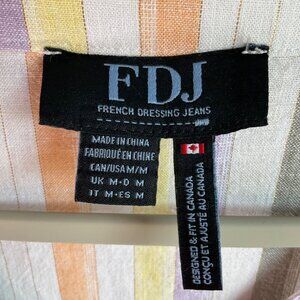 FDJ
FRENCH DRESSING JEANS
MADE IN CHINA
FABRIQUÉ EN CHINE
CAN/USA M/M
UK M • D M
IT M • ES M
DESIGNED & FIT IN CANADA
CONÇU ET AJUSTÉ AU CANADA